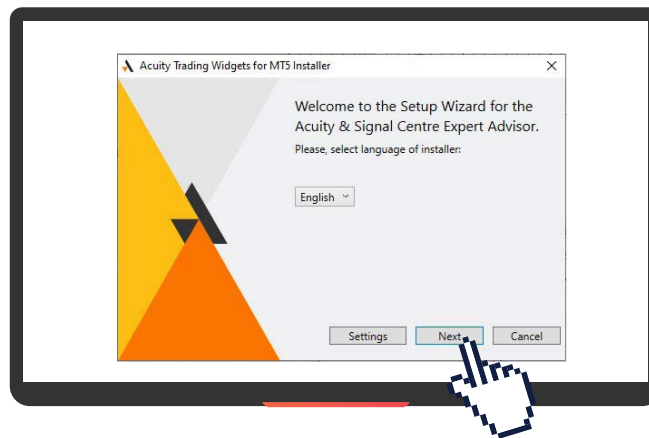 Acuity Trading Widgets for MT5 Installer
Welcome to the Setup Wizard for the
Acuity & Signal Centre Expert Advisor.
Please, select language of installer:
English
Settings Next Cancel